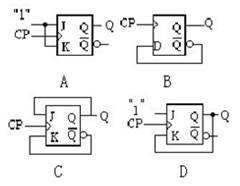 "1"
J Q Q
CP
K Q̄
A
CP Q Q
D Q̄
B
J Q Q
CP
K Q̄
C
"1"
J Q Q
CP
K Q̄
D